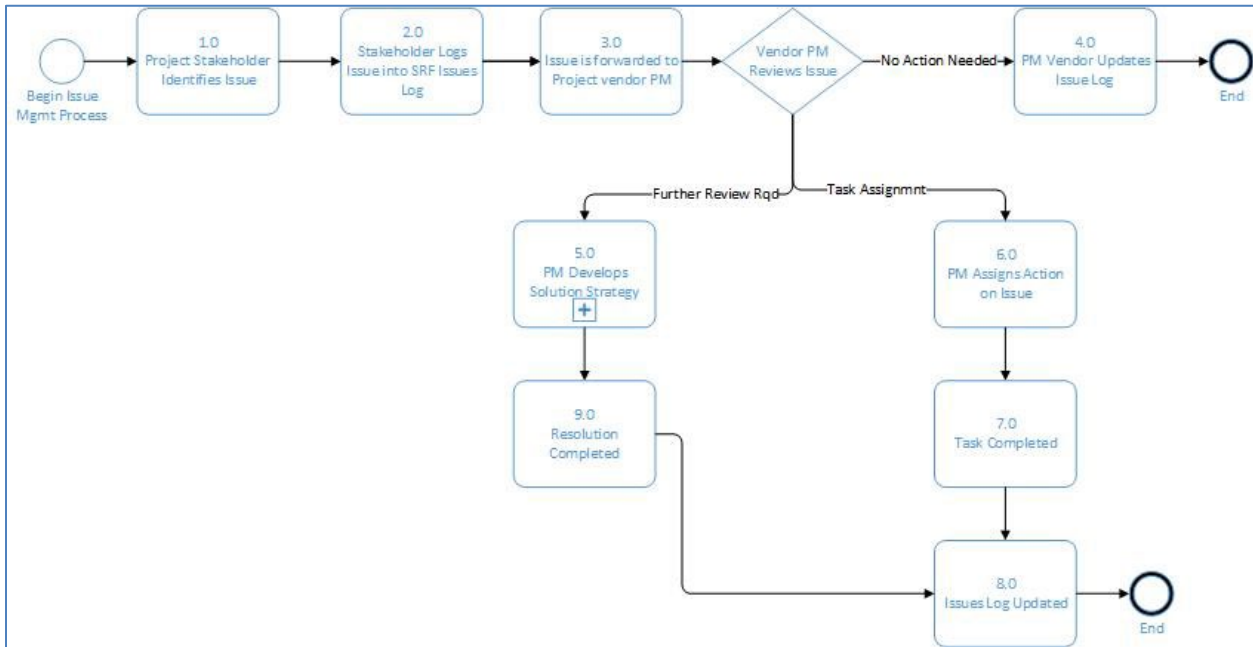 Begin Issue
Mgmt Process
1.0
Project Stakeholder
Identifies Issue
2.0
Stakeholder Logs
Issue into SRF Issues
Log
3.0
Issue is forwarded to
Project vendor PM
Vendor PM
Reviews Issue
No Action Needed
4.0
PM Vendor Updates
Issue Log
End
Further Review Rqd
Task Assignmnt
5.0
PM Develops
Solution Strategy
6.0
PM Assigns Action
on Issue
9.0
Resolution
Completed
7.0
Task Completed
8.0
Issues Log Updated
End